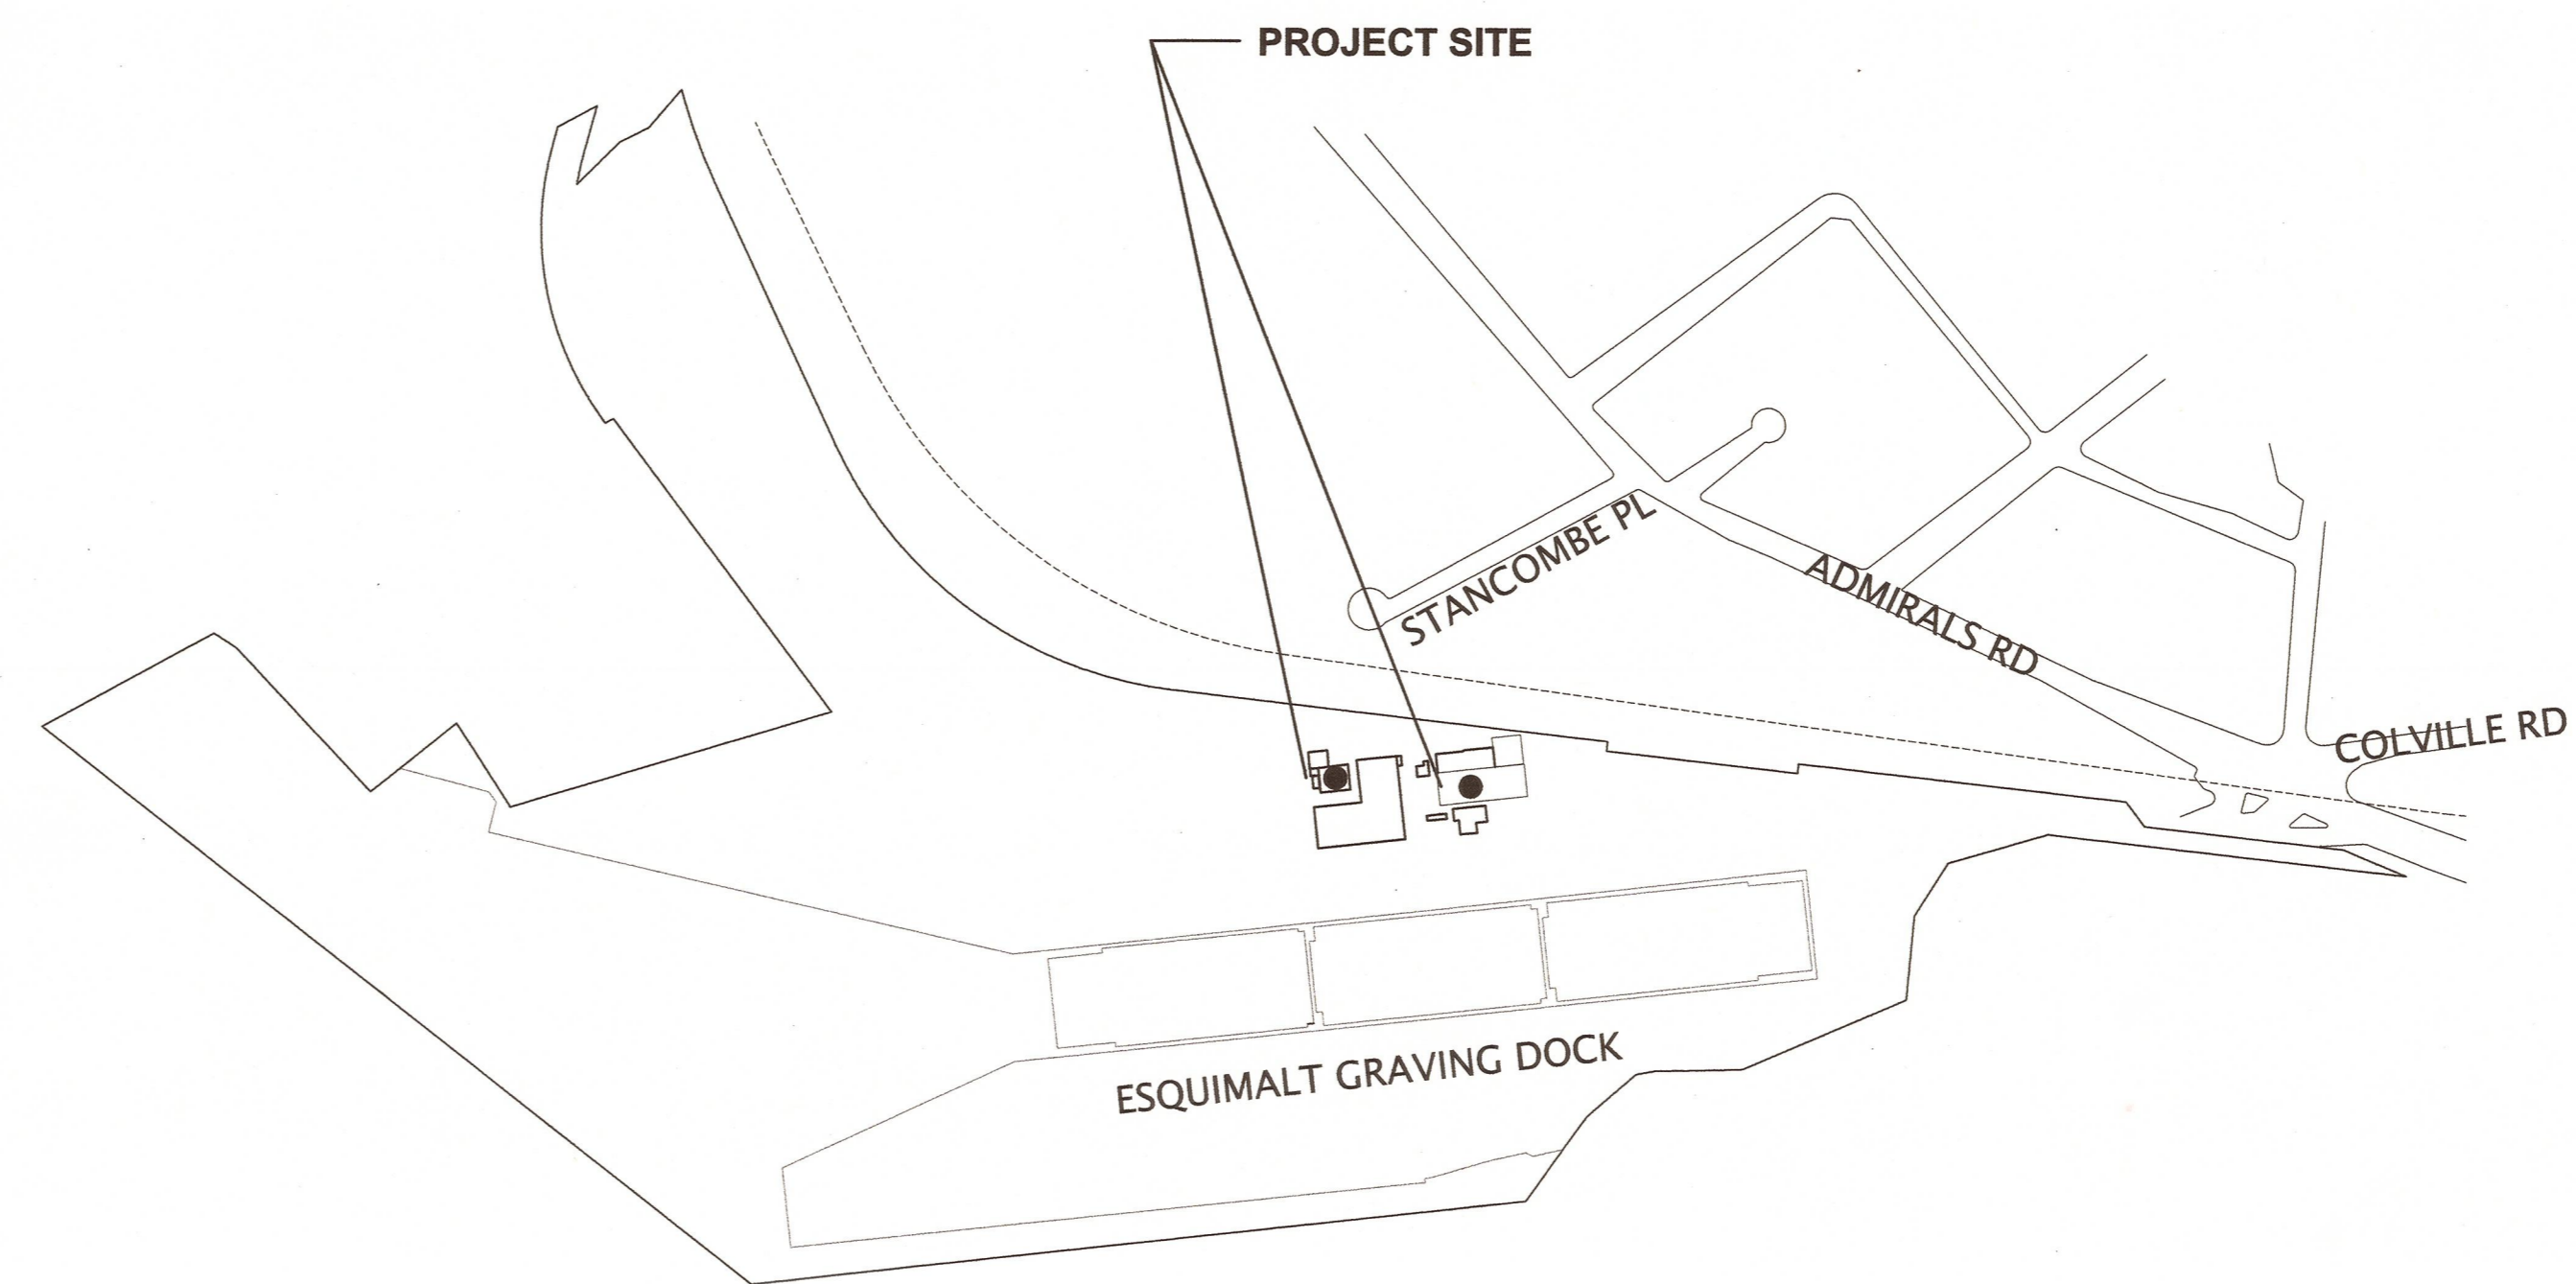 PROJECT SITE
STANCOMBE PL
ADMIRALS RD
COLVILLE RD
ESQUIMALT GRAVING DOCK